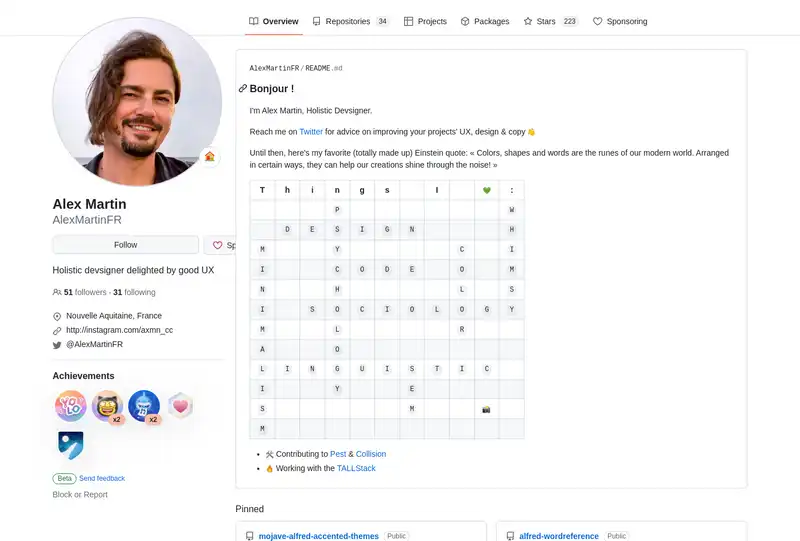 Overview Repositories 34 Projects Packages Stars 223 Sponsoring
AlexMartinFR/README.md
Bonjour !
I'm Alex Martin, Holistic Devsigner.
Reach me on Twitter for advice on improving your projects' UX, design & copy 👋
Until then, here's my favorite (totally made up) Einstein quote: « Colors, shapes and words are the runes of our modern world. Arranged
in certain ways, they can help our creations shine through the noise! »
T h i n g s I 💚 :
P W
D E S I G N H
M Y C I
I C O D E O M
N H L S
I S O C I O L O G Y
M L R
A O
L I N G U I S T I C
I Y E
S M 📸
M
🛠 Contributing to Pest & Collision
🔥 Working with the TALLStack
Alex Martin
AlexMartinFR
Follow
Sp
Holistic devsigner delighted by good UX
51 followers · 31 following
Nouvelle Aquitaine, France
http://instagram.com/axmn_cc
@AlexMartinFR
Achievements
YOLO
x2 x2
Beta Send feedback
Block or Report
Pinned
mojave-alfred-accented-themes Public
alfred-wordreference Public